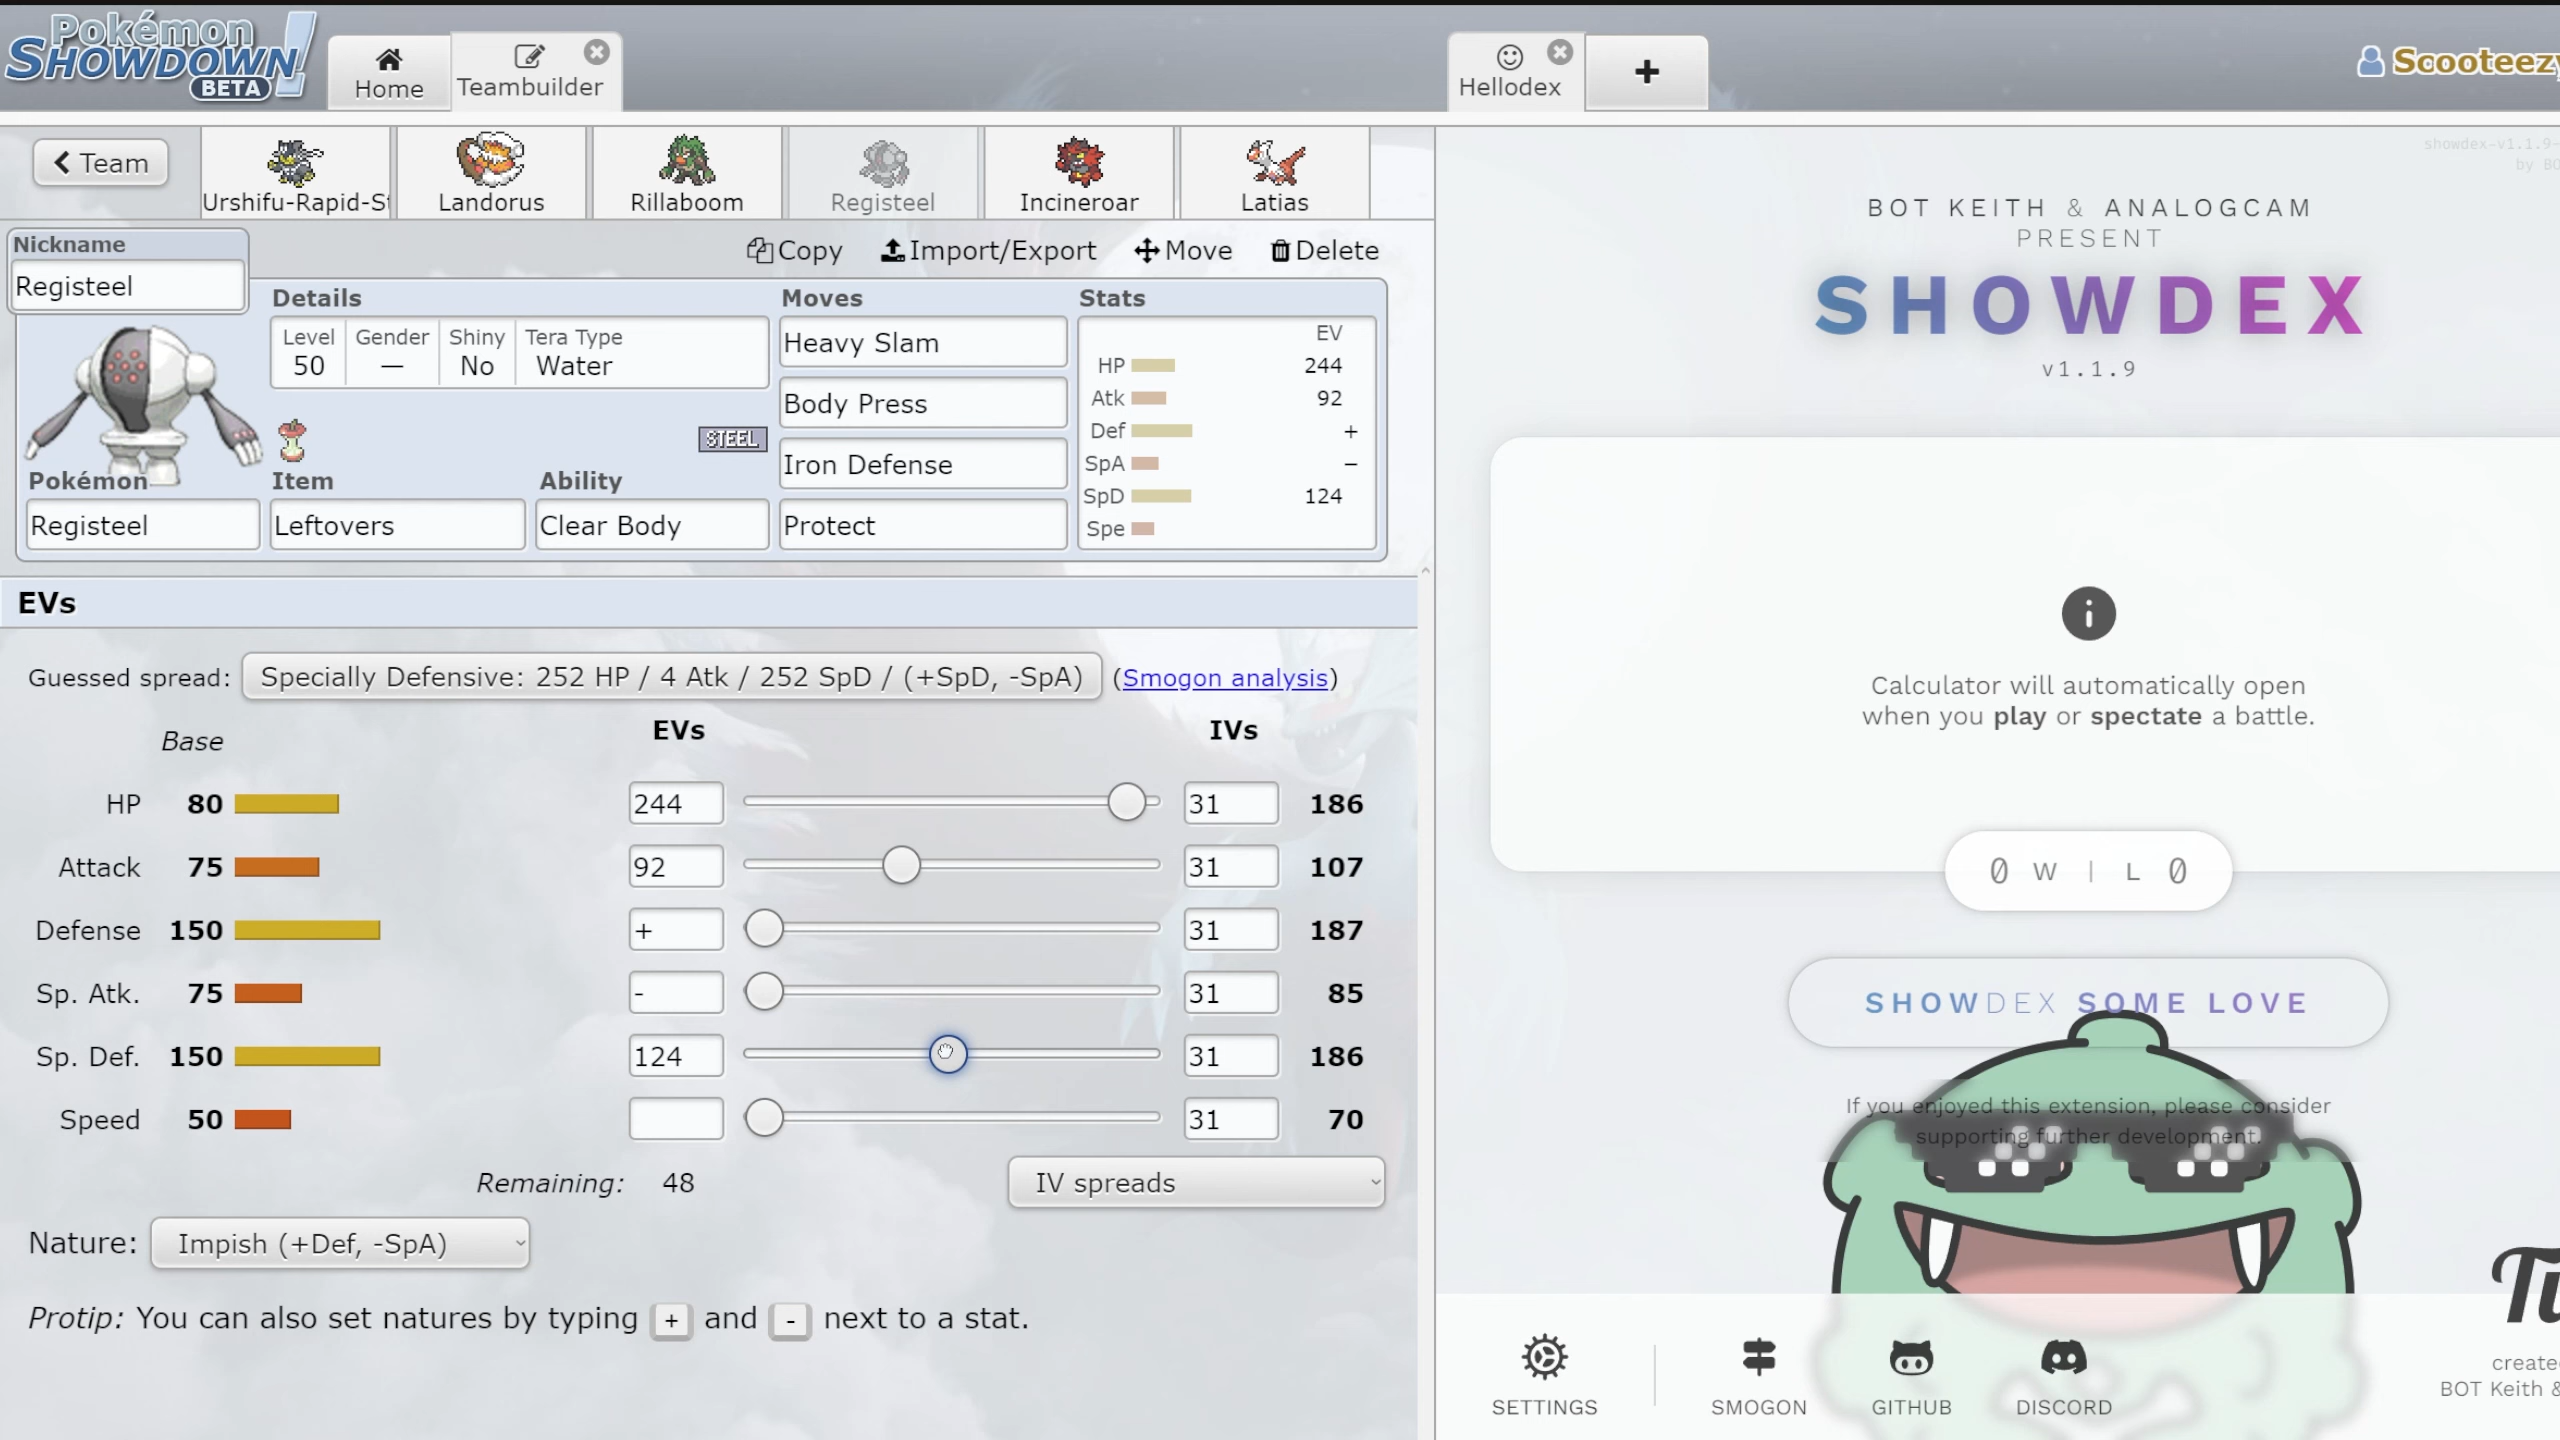 Pokémon
SHOWDOWN!
BETA
Home
Teambuilder
Hellodex
+
Scooteezy
Team
Urshifu-Rapid-S
Landorus
Rillaboom
Registeel
Incineroar
Latias
Copy
Import/Export
Move
Delete
Nickname
Registeel
Details
Level
50
Gender
—
Shiny
No
Tera Type
Water
STEEL
Pokémon
Registeel
Item
Leftovers
Ability
Clear Body
Moves
Heavy Slam
Body Press
Iron Defense
Protect
Stats
EV
HP 244
Atk 92
Def +
SpA −
SpD 124
Spe
EVs
Guessed spread: Specially Defensive: 252 HP / 4 Atk / 252 SpD / (+SpD, -SpA) (Smogon analysis)
Base EVs IVs
HP 80 244 31 186
Attack 75 92 31 107
Defense 150 + 31 187
Sp. Atk. 75 - 31 85
Sp. Def. 150 124 31 186
Speed 50 31 70
Remaining: 48
IV spreads
Nature: Impish (+Def, -SpA)
Protip: You can also set natures by typing + and - next to a stat.
showdex-v1.1.9-
by BO
BOT KEITH & ANALOGCAM
PRESENT
SHOWDEX
v1.1.9
Calculator will automatically open
when you play or spectate a battle.
0 W | L 0
SHOWDEX SOME LOVE
If you enjoyed this extension, please consider
supporting further development.
SETTINGS
SMOGON
GITHUB
DISCORD
create
BOT Keith &